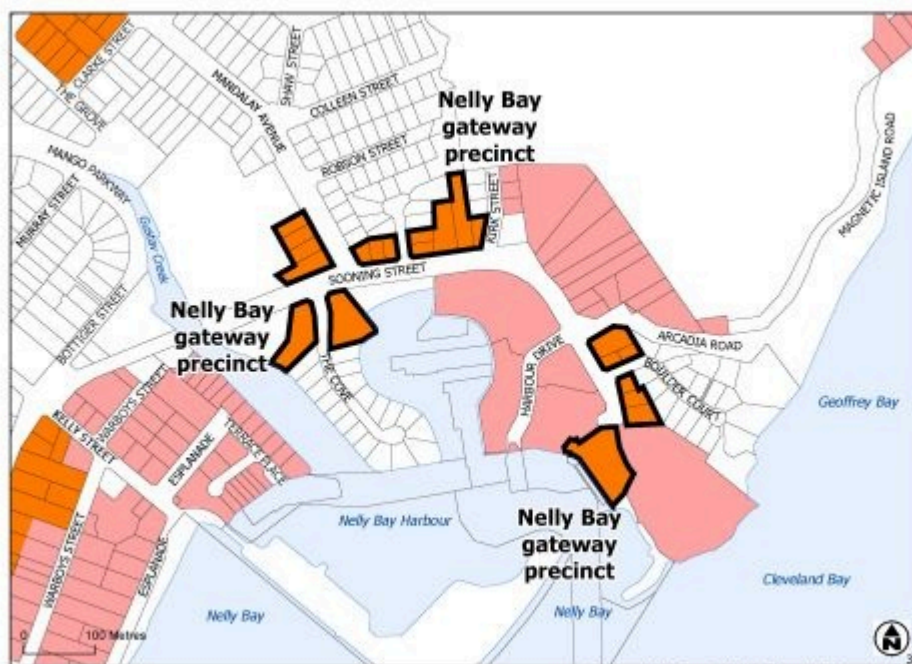 CLARKE STREET
THE GROVE
MANDALAY AVENUE
SHAW STREET
COLLEEN STREET
ROBSON STREET
Nelly Bay
gateway
precinct
KIRK STREET
MAGNETIC ISLAND ROAD
MANGO PARKWAY
MURRAY STREET
Gustav Creek
BOTTIGER STREET
SOONING STREET
Nelly Bay
gateway
precinct
THE COVE
HARBOUR DRIVE
ARCADIA ROAD
BOULDER COURT
Geoffrey Bay
KELLY STREET
WARBOYS STREET
ESPLANADE
TERRACE PLACE
Nelly Bay Harbour
Nelly Bay
gateway
precinct
WARBOYS STREET
ESPLANADE
Nelly Bay
Nelly Bay
Cleveland Bay
0 100 Metres
N